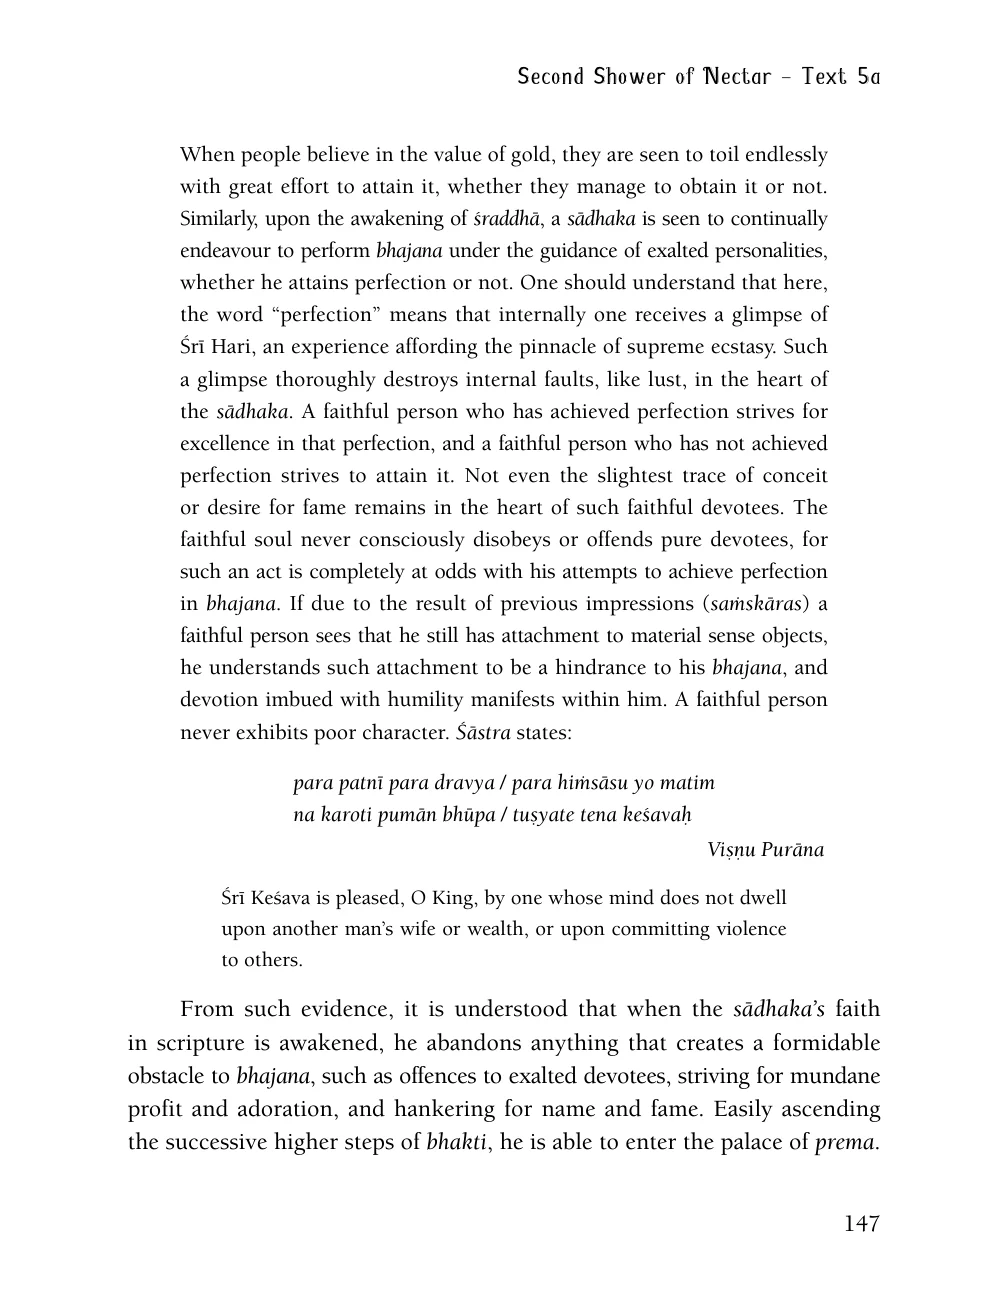 Second Shower of Nectar – Text 5a
When people believe in the value of gold, they are seen to toil endlessly
with great effort to attain it, whether they manage to obtain it or not.
Similarly, upon the awakening of śraddhā, a sādhaka is seen to continually
endeavour to perform bhajana under the guidance of exalted personalities,
whether he attains perfection or not. One should understand that here,
the word “perfection” means that internally one receives a glimpse of
Śrī Hari, an experience affording the pinnacle of supreme ecstasy. Such
a glimpse thoroughly destroys internal faults, like lust, in the heart of
the sādhaka. A faithful person who has achieved perfection strives for
excellence in that perfection, and a faithful person who has not achieved
perfection strives to attain it. Not even the slightest trace of conceit
or desire for fame remains in the heart of such faithful devotees. The
faithful soul never consciously disobeys or offends pure devotees, for
such an act is completely at odds with his attempts to achieve perfection
in bhajana. If due to the result of previous impressions (saṁskāras) a
faithful person sees that he still has attachment to material sense objects,
he understands such attachment to be a hindrance to his bhajana, and
devotion imbued with humility manifests within him. A faithful person
never exhibits poor character. Śāstra states:
para patnī para dravya / para hiṁsāsu yo matim
na karoti pumān bhūpa / tuṣyate tena keśavaḥ
Viṣṇu Purāna
Śrī Keśava is pleased, O King, by one whose mind does not dwell
upon another man’s wife or wealth, or upon committing violence
to others.
From such evidence, it is understood that when the sādhaka’s faith
in scripture is awakened, he abandons anything that creates a formidable
obstacle to bhajana, such as offences to exalted devotees, striving for mundane
profit and adoration, and hankering for name and fame. Easily ascending
the successive higher steps of bhakti, he is able to enter the palace of prema.
147